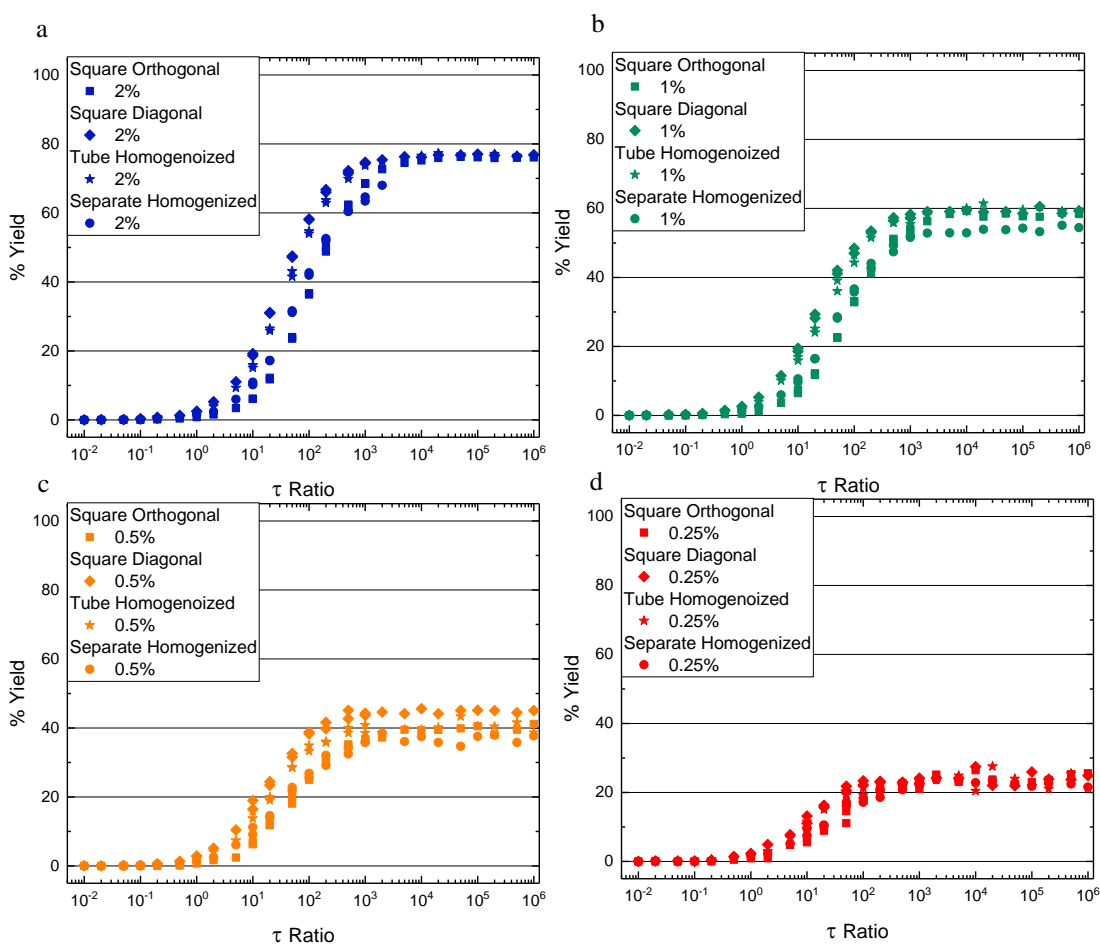 a
Square Orthogonal
2%
Square Diagonal
2%
Tube Homogenoized
2%
Separate Homogenized
2%
% Yield
100
80
60
40
20
0
10-2 10-1 100 101 102 103 104 105 106
τ Ratio
b
Square Orthogonal
1%
Square Diagonal
1%
Tube Homogenoized
1%
Separate Homogenized
1%
% Yield
100
80
60
40
20
0
10-2 10-1 100 101 102 103 104 105 106
τ Ratio
c
Square Orthogonal
0.5%
Square Diagonal
0.5%
Tube Homogenoized
0.5%
Separate Homogenized
0.5%
% Yield
100
80
60
40
20
0
10-2 10-1 100 101 102 103 104 105 106
τ Ratio
d
Square Orthogonal
0.25%
Square Diagonal
0.25%
Tube Homogenoized
0.25%
Separate Homogenized
0.25%
% Yield
100
80
60
40
20
0
10-2 10-1 100 101 102 103 104 105 106
τ Ratio